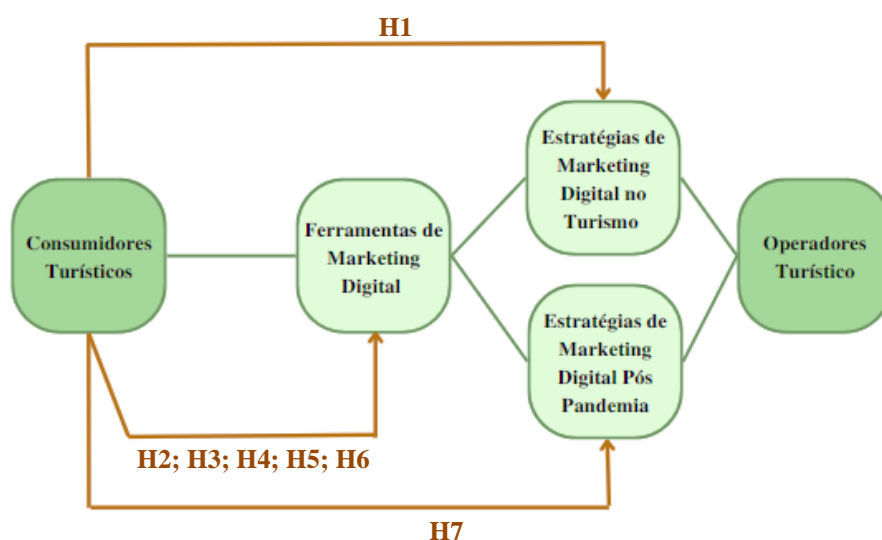 H1
Estratégias de
Marketing
Digital no
Turismo
Consumidores
Turísticos
Ferramentas de
Marketing
Digital
Operadores
Turístico
Estratégias de
Marketing
Digital Pós
Pandemia
H2; H3; H4; H5; H6
H7